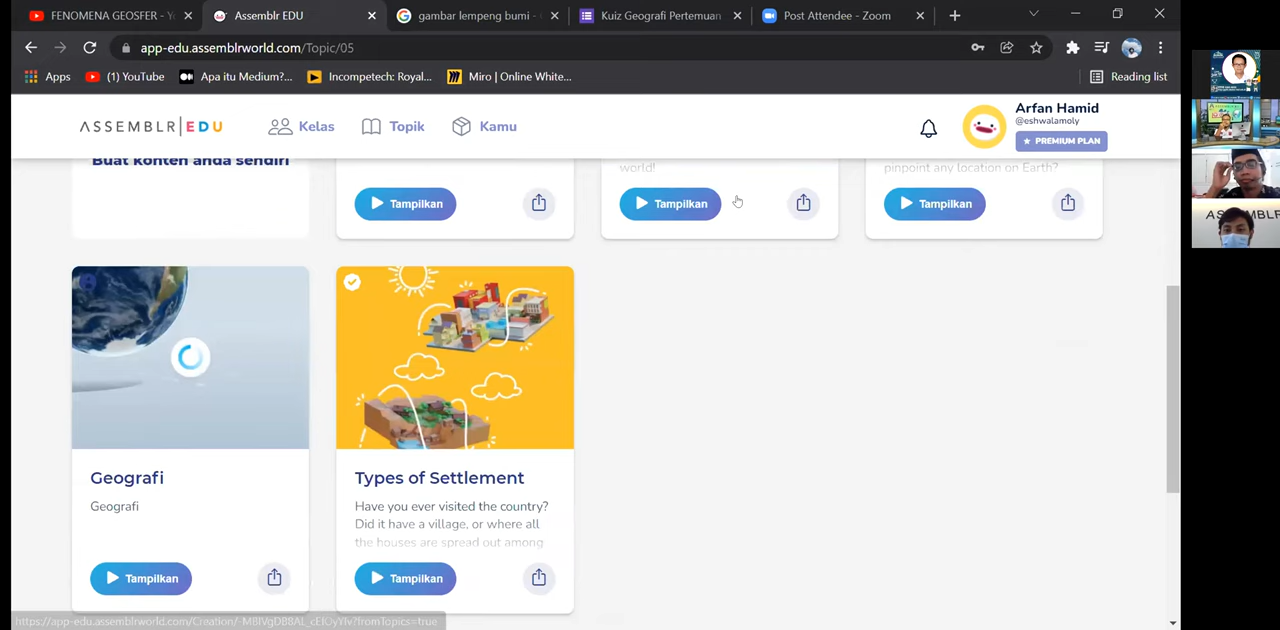 FENOMENA GEOSFER - Y
Assemblr EDU
gambar lempeng bumi -
Kuiz Geografi Pertemuan
Post Attendee - Zoom
app-edu.assemblrworld.com/Topic/05
Apps
(1) YouTube
Apa itu Medium?...
Incompetech: Royal...
Miro | Online White...
Reading list
ASSEMBLR|EDU
Kelas
Topik
Kamu
Arfan Hamid
@eshwalamoly
PREMIUM PLAN
Buat konten anda sendiri
world!
pinpoint any location on Earth?
Tampilkan
Tampilkan
Tampilkan
Geografi
Geografi
Tampilkan
Types of Settlement
Have you ever visited the country?
Did it have a village, or where all
the houses are spread out among
Tampilkan